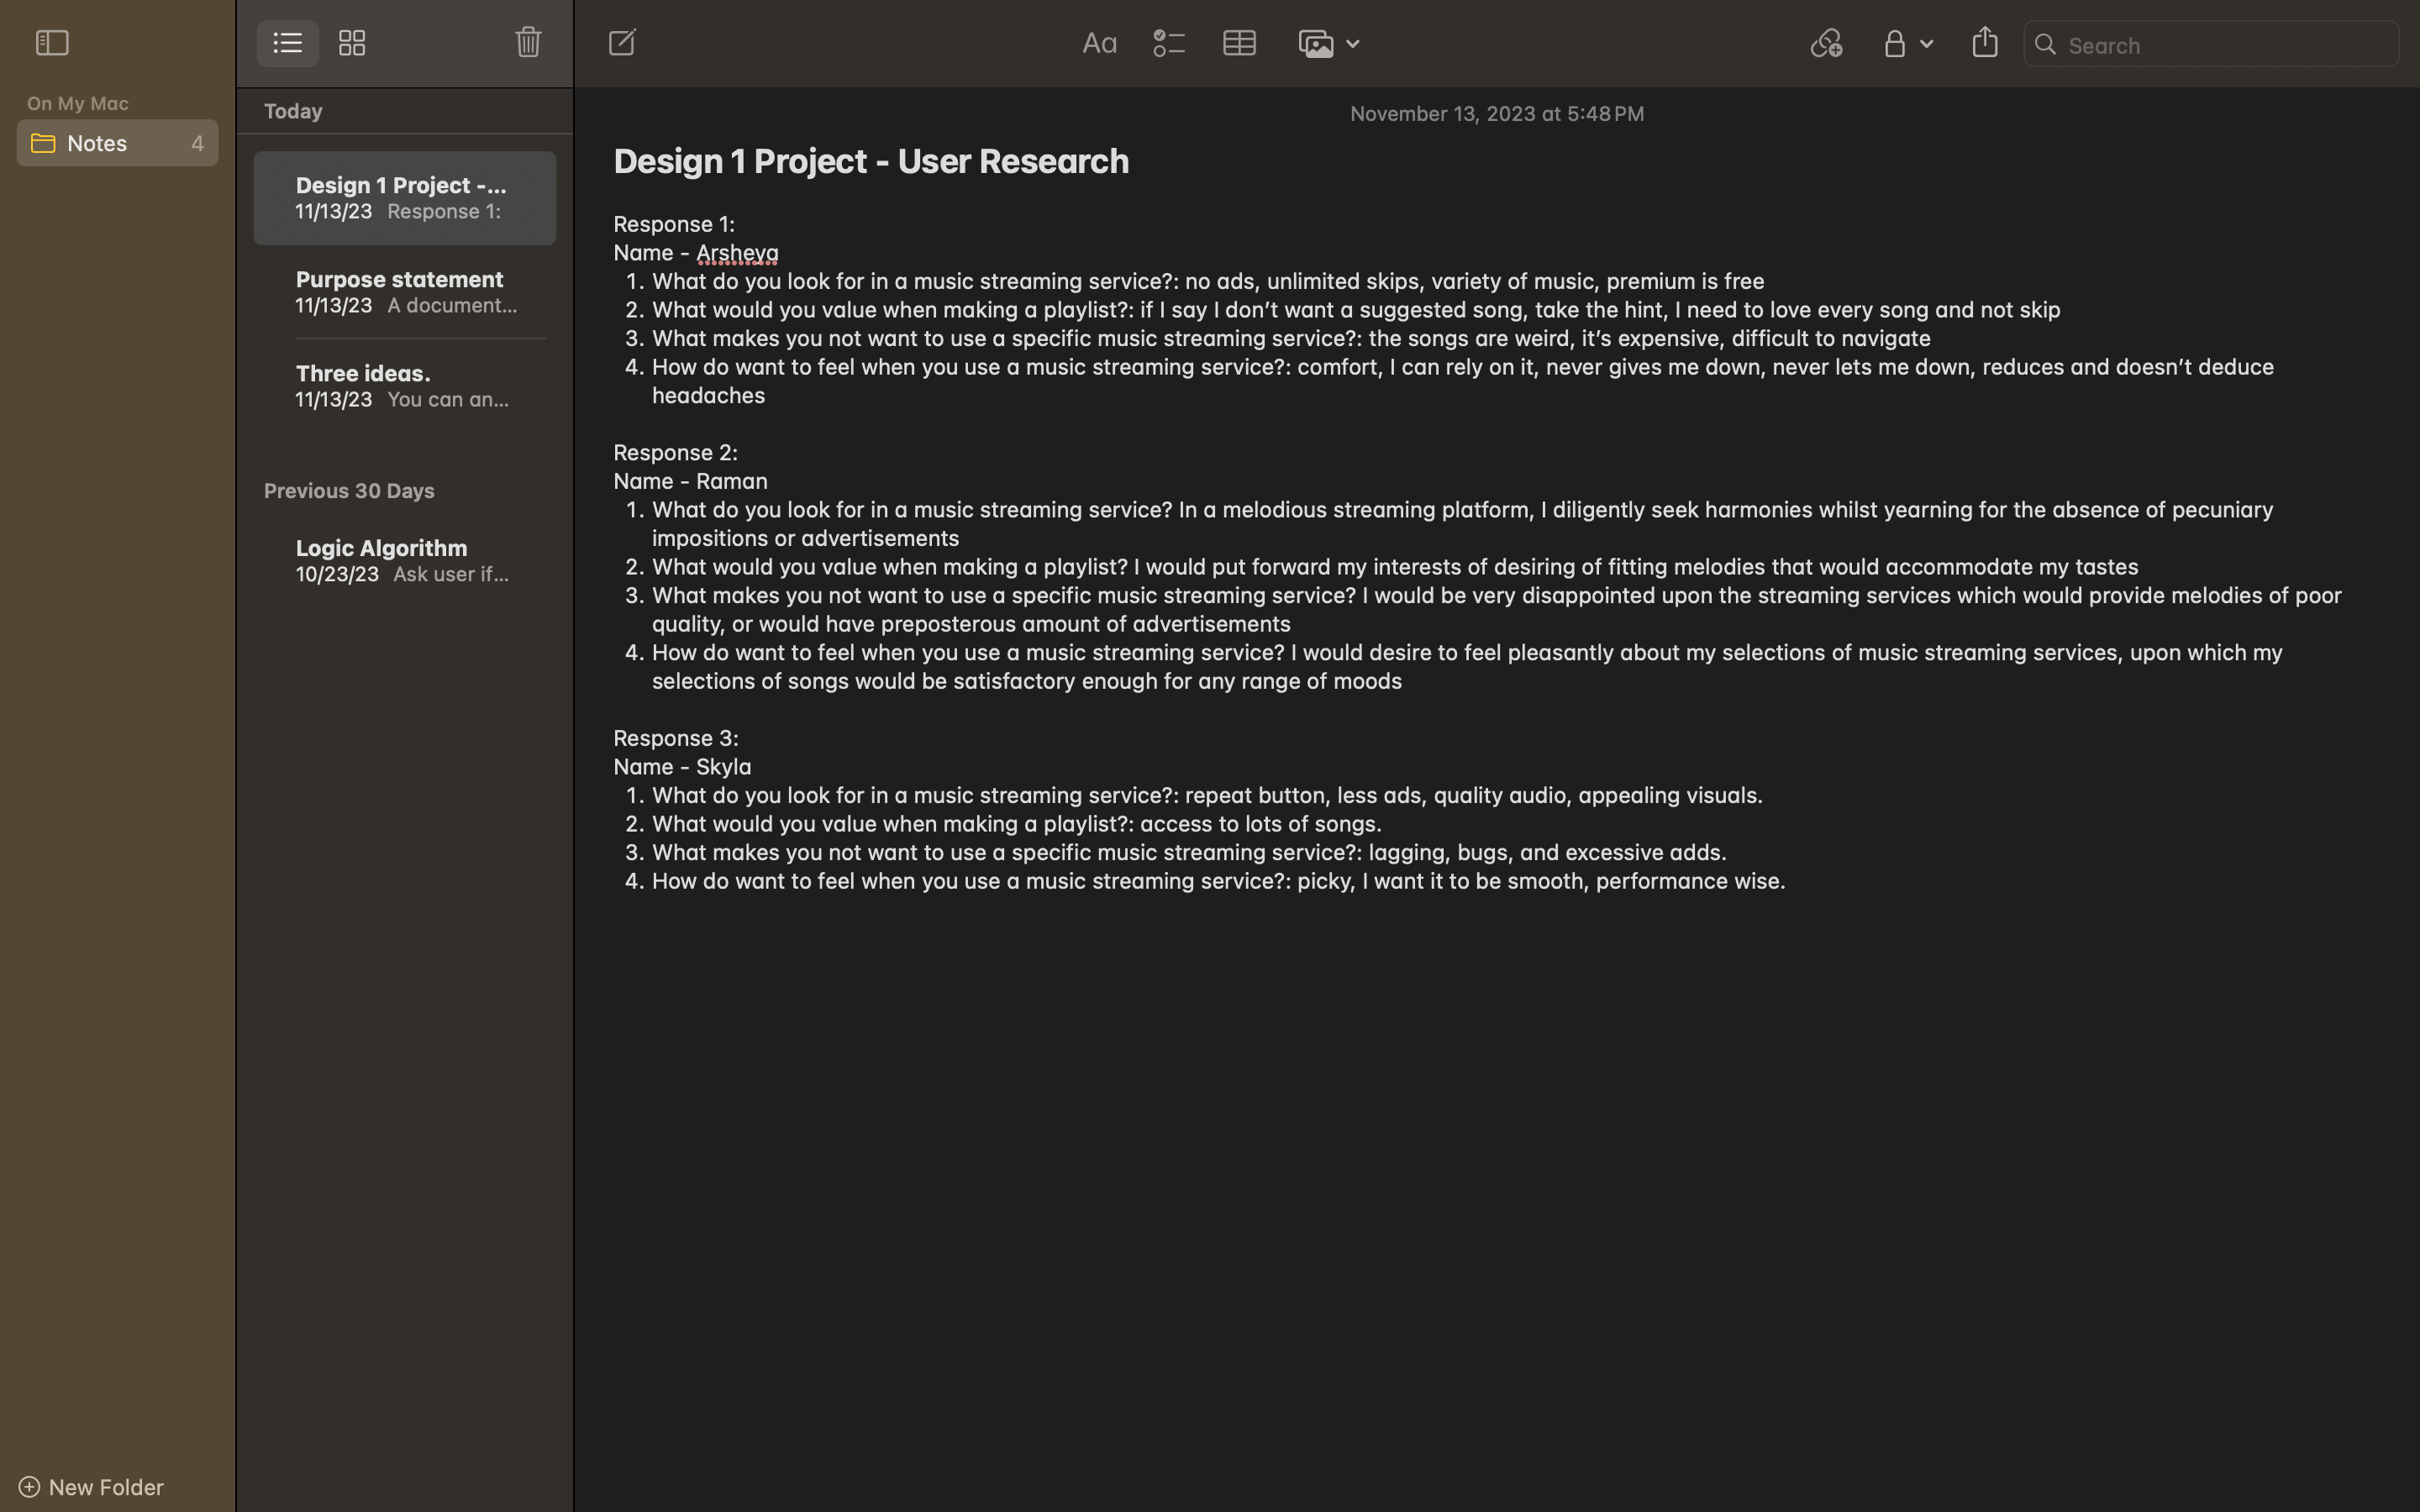 On My Mac
Notes 4
New Folder
Today
Design 1 Project -...
11/13/23 Response 1:
Purpose statement
11/13/23 A document...
Three ideas.
11/13/23 You can an...
Previous 30 Days
Logic Algorithm
10/23/23 Ask user if...
Aa
Search
November 13, 2023 at 5:48 PM
Design 1 Project - User Research
Response 1:
Name - Arsheya
1. What do you look for in a music streaming service?: no ads, unlimited skips, variety of music, premium is free
2. What would you value when making a playlist?: if I say I don’t want a suggested song, take the hint, I need to love every song and not skip
3. What makes you not want to use a specific music streaming service?: the songs are weird, it’s expensive, difficult to navigate
4. How do want to feel when you use a music streaming service?: comfort, I can rely on it, never gives me down, never lets me down, reduces and doesn’t deduce
headaches
Response 2:
Name - Raman
1. What do you look for in a music streaming service? In a melodious streaming platform, I diligently seek harmonies whilst yearning for the absence of pecuniary
impositions or advertisements
2. What would you value when making a playlist? I would put forward my interests of desiring of fitting melodies that would accommodate my tastes
3. What makes you not want to use a specific music streaming service? I would be very disappointed upon the streaming services which would provide melodies of poor
quality, or would have preposterous amount of advertisements
4. How do want to feel when you use a music streaming service? I would desire to feel pleasantly about my selections of music streaming services, upon which my
selections of songs would be satisfactory enough for any range of moods
Response 3:
Name - Skyla
1. What do you look for in a music streaming service?: repeat button, less ads, quality audio, appealing visuals.
2. What would you value when making a playlist?: access to lots of songs.
3. What makes you not want to use a specific music streaming service?: lagging, bugs, and excessive adds.
4. How do want to feel when you use a music streaming service?: picky, I want it to be smooth, performance wise.